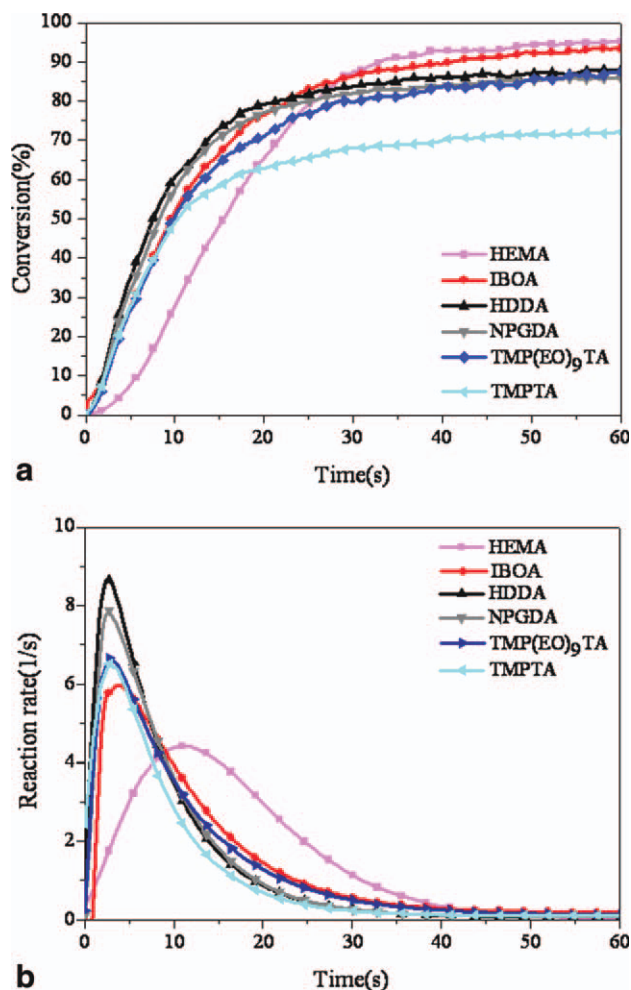 100
90
80
70
60
50
40
30
20
10
0
Conversion(%)
HEMA
IBOA
HDDA
NPGDA
TMP(EO)9TA
TMPTA
0 10 20 30 40 50 60
a
Time(s)
10
8
6
4
2
0
Reaction rate(1/s)
HEMA
IBOA
HDDA
NPGDA
TMP(EO)9TA
TMPTA
0 10 20 30 40 50 60
b
Time(s)